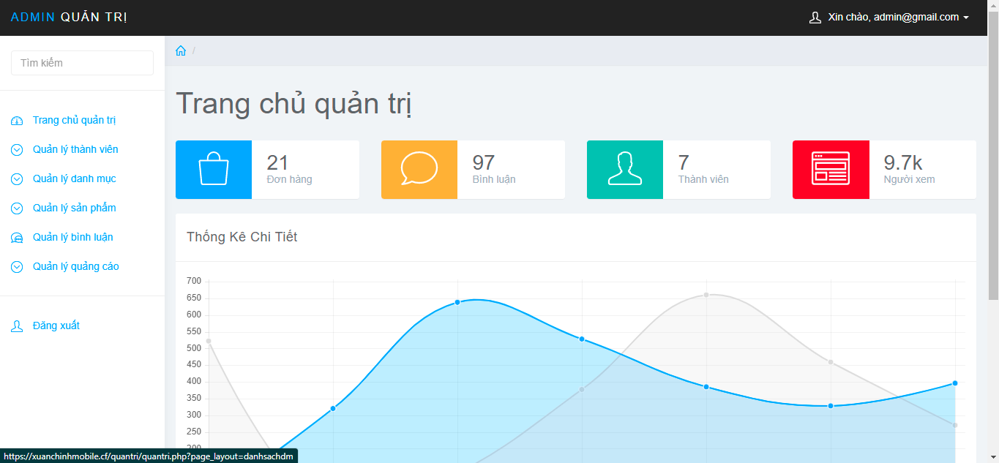 ADMIN QUẢN TRỊ
Xin chào, admin@gmail.com
Tìm kiếm
/
Trang chủ quản trị
Quản lý thành viên
Quản lý danh mục
Quản lý sản phẩm
Quản lý bình luận
Quản lý quảng cáo
Đăng xuất
Trang chủ quản trị
21
Đơn hàng
97
Bình luận
7
Thành viên
9.7k
Người xem
Thống Kê Chi Tiết
700
650
600
550
500
450
400
350
300
250
200
https://xuanchinhmobile.cf/quantri/quantri.php?page_layout=danhsachdm